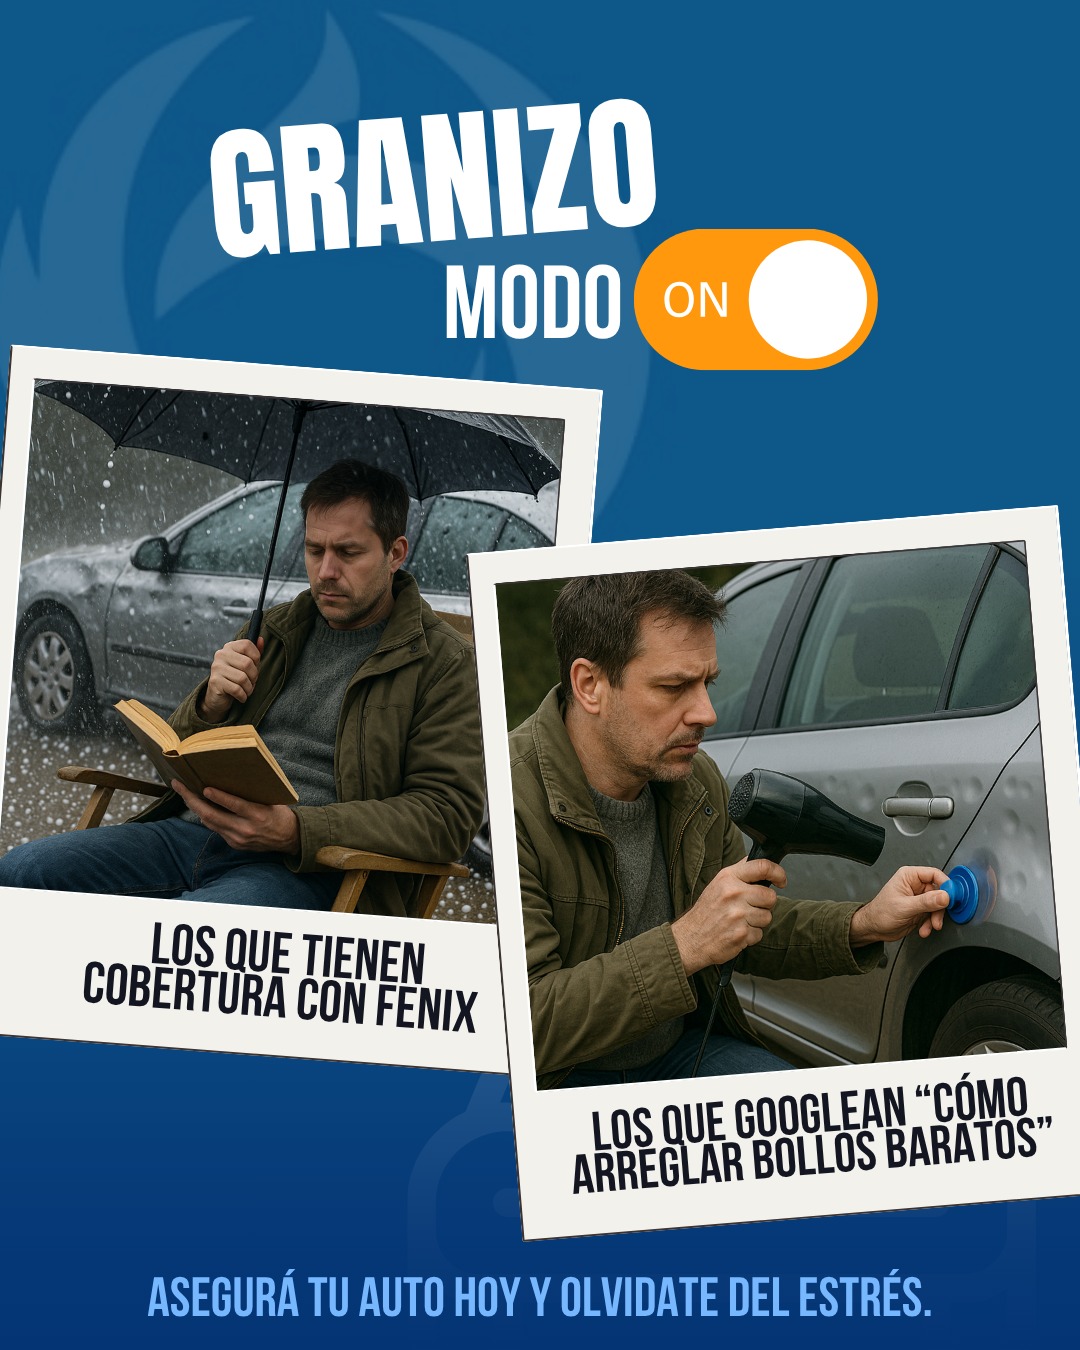 GRANIZO
MODO ON
LOS QUE TIENEN
COBERTURA CON FENIX
LOS QUE GOOGLEAN “CÓMO
ARREGLAR BOLLOS BARATOS”
ASEGURÁ TU AUTO HOY Y OLVIDATE DEL ESTRÉS.